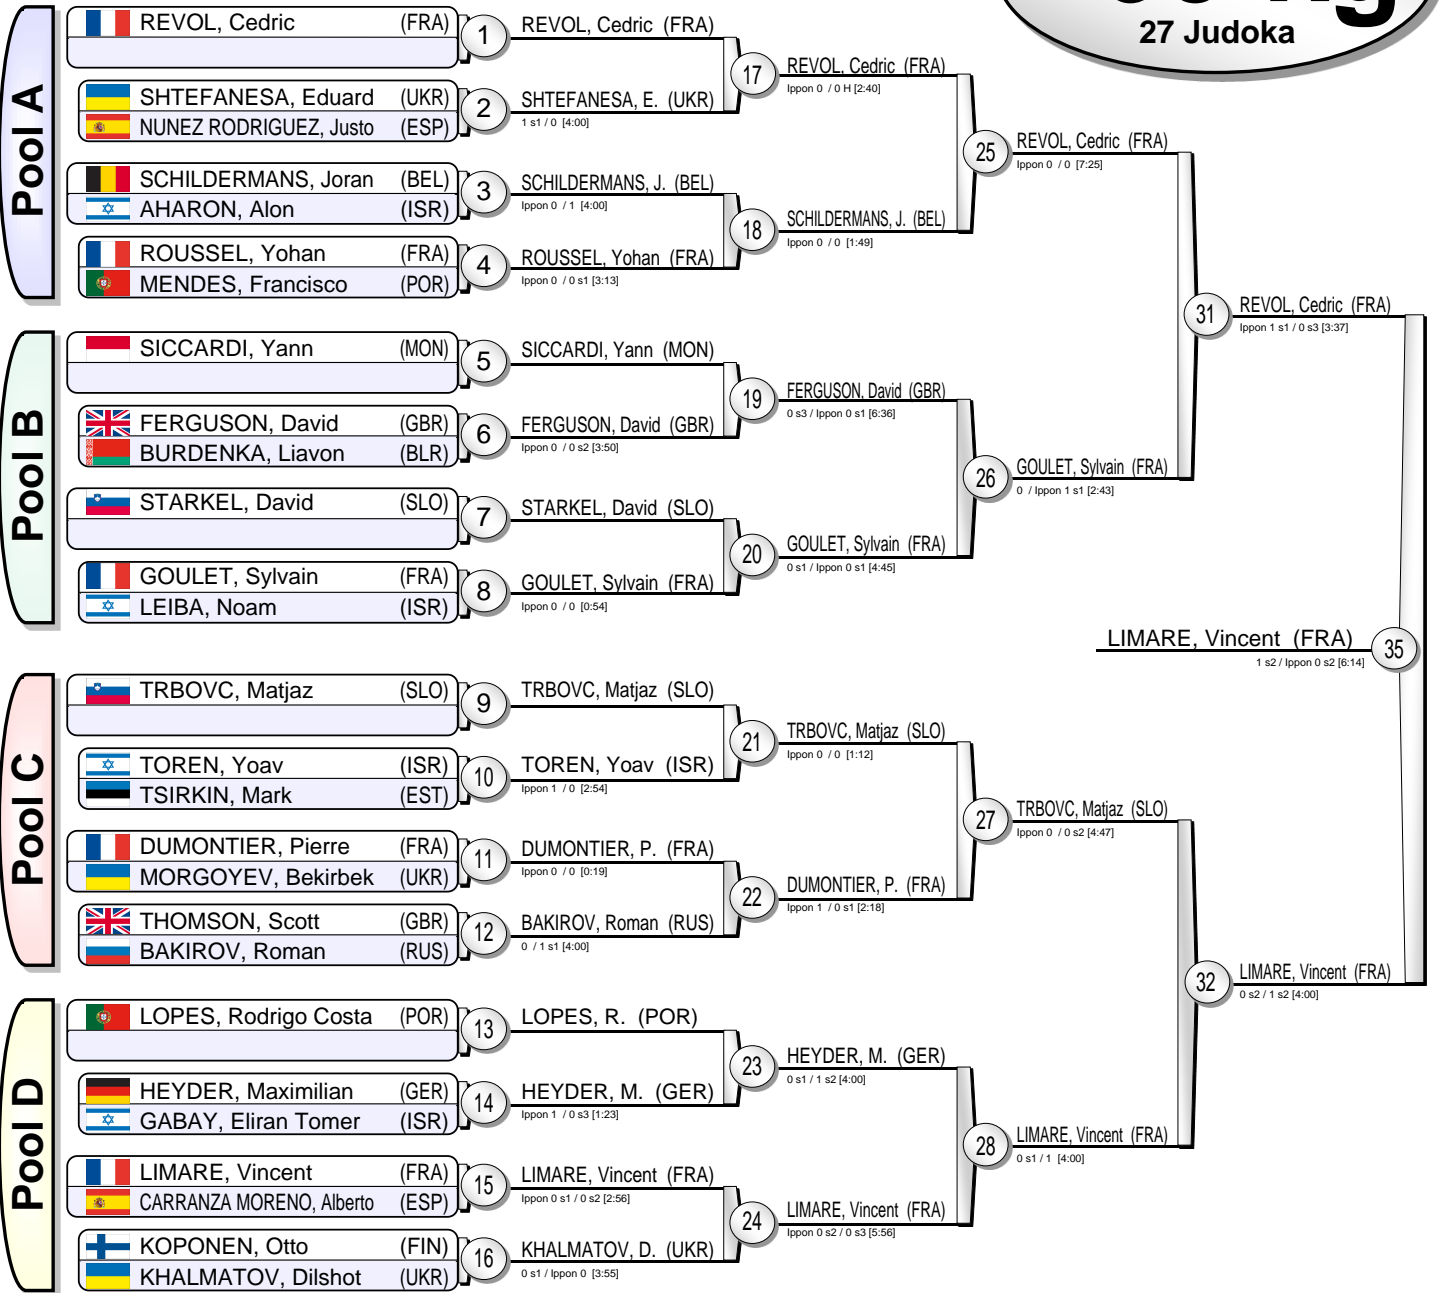 27 Judoka
Pool A
REVOL, Cedric (FRA)
SHTEFANESA, Eduard (UKR)
NUNEZ RODRIGUEZ, Justo (ESP)
SCHILDERMANS, Joran (BEL)
AHARON, Alon (ISR)
ROUSSEL, Yohan (FRA)
MENDES, Francisco (POR)
Pool B
SICCARDI, Yann (MON)
FERGUSON, David (GBR)
BURDENKA, Liavon (BLR)
STARKEL, David (SLO)
GOULET, Sylvain (FRA)
LEIBA, Noam (ISR)
Pool C
TRBOVC, Matjaz (SLO)
TOREN, Yoav (ISR)
TSIRKIN, Mark (EST)
DUMONTIER, Pierre (FRA)
MORGOYEV, Bekirbek (UKR)
THOMSON, Scott (GBR)
BAKIROV, Roman (RUS)
Pool D
LOPES, Rodrigo Costa (POR)
HEYDER, Maximilian (GER)
GABAY, Eliran Tomer (ISR)
LIMARE, Vincent (FRA)
CARRANZA MORENO, Alberto (ESP)
KOPONEN, Otto (FIN)
KHALMATOV, Dilshot (UKR)
1
REVOL, Cedric (FRA)
2
SHTEFANESA, E. (UKR)
1 s1 / 0 [4:00]
3
SCHILDERMANS, J. (BEL)
Ippon 0 / 1 [4:00]
4
ROUSSEL, Yohan (FRA)
Ippon 0 / 0 s1 [3:13]
5
SICCARDI, Yann (MON)
6
FERGUSON, David (GBR)
Ippon 0 / 0 s2 [3:50]
7
STARKEL, David (SLO)
8
GOULET, Sylvain (FRA)
Ippon 0 / 0 [0:54]
9
TRBOVC, Matjaz (SLO)
10
TOREN, Yoav (ISR)
Ippon 1 / 0 [2:54]
11
DUMONTIER, P. (FRA)
Ippon 0 / 0 [0:19]
12
BAKIROV, Roman (RUS)
0 / 1 s1 [4:00]
13
LOPES, R. (POR)
14
HEYDER, M. (GER)
Ippon 1 / 0 s3 [1:23]
15
LIMARE, Vincent (FRA)
Ippon 0 s1 / 0 s2 [2:56]
16
KHALMATOV, D. (UKR)
0 s1 / Ippon 0 [3:55]
17
REVOL, Cedric (FRA)
Ippon 0 / 0 H [2:40]
18
SCHILDERMANS, J. (BEL)
Ippon 0 / 0 [1:49]
19
FERGUSON, David (GBR)
0 s3 / Ippon 0 s1 [6:36]
20
GOULET, Sylvain (FRA)
0 s1 / Ippon 0 s1 [4:45]
21
TRBOVC, Matjaz (SLO)
Ippon 0 / 0 [1:12]
22
DUMONTIER, P. (FRA)
Ippon 1 / 0 s1 [2:18]
23
HEYDER, M. (GER)
0 s1 / 1 s2 [4:00]
24
LIMARE, Vincent (FRA)
Ippon 0 s2 / 0 s3 [5:56]
25
REVOL, Cedric (FRA)
Ippon 0 / 0 [7:25]
26
GOULET, Sylvain (FRA)
0 / Ippon 1 s1 [2:43]
27
TRBOVC, Matjaz (SLO)
Ippon 0 / 0 s2 [4:47]
28
LIMARE, Vincent (FRA)
0 s1 / 1 [4:00]
31
REVOL, Cedric (FRA)
Ippon 1 s1 / 0 s3 [3:37]
32
LIMARE, Vincent (FRA)
0 s2 / 1 s2 [4:00]
LIMARE, Vincent (FRA)
35
1 s2 / Ippon 0 s2 [6:14]